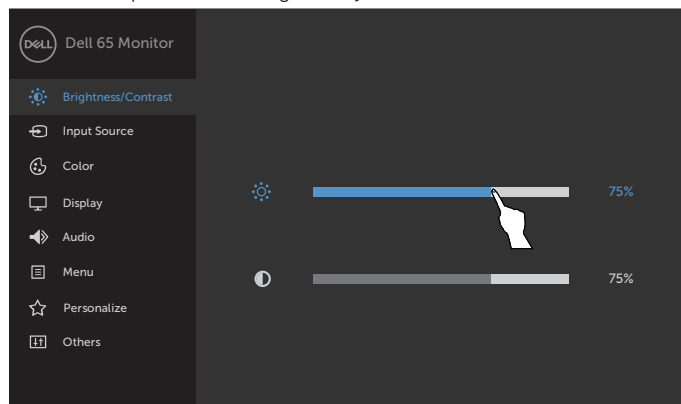 DELL
Dell 65 Monitor
Brightness/Contrast
Input Source
Color
Display
Audio
Menu
Personalize
Others
75%
75%